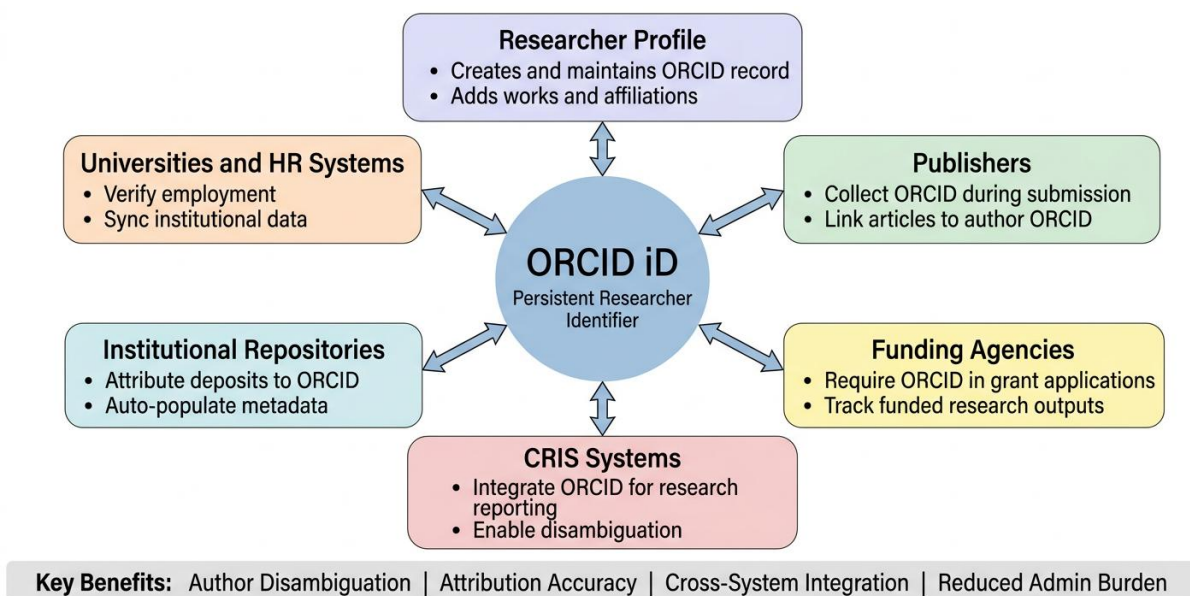 Researcher Profile
• Creates and maintains ORCID record
• Adds works and affiliations
Universities and HR Systems
• Verify employment
• Sync institutional data
Publishers
• Collect ORCID during submission
• Link articles to author ORCID
ORCID iD
Persistent Researcher
Identifier
Institutional Repositories
• Attribute deposits to ORCID
• Auto-populate metadata
Funding Agencies
• Require ORCID in grant applications
• Track funded research outputs
CRIS Systems
• Integrate ORCID for research
reporting
• Enable disambiguation
Key Benefits: Author Disambiguation | Attribution Accuracy | Cross-System Integration | Reduced Admin Burden